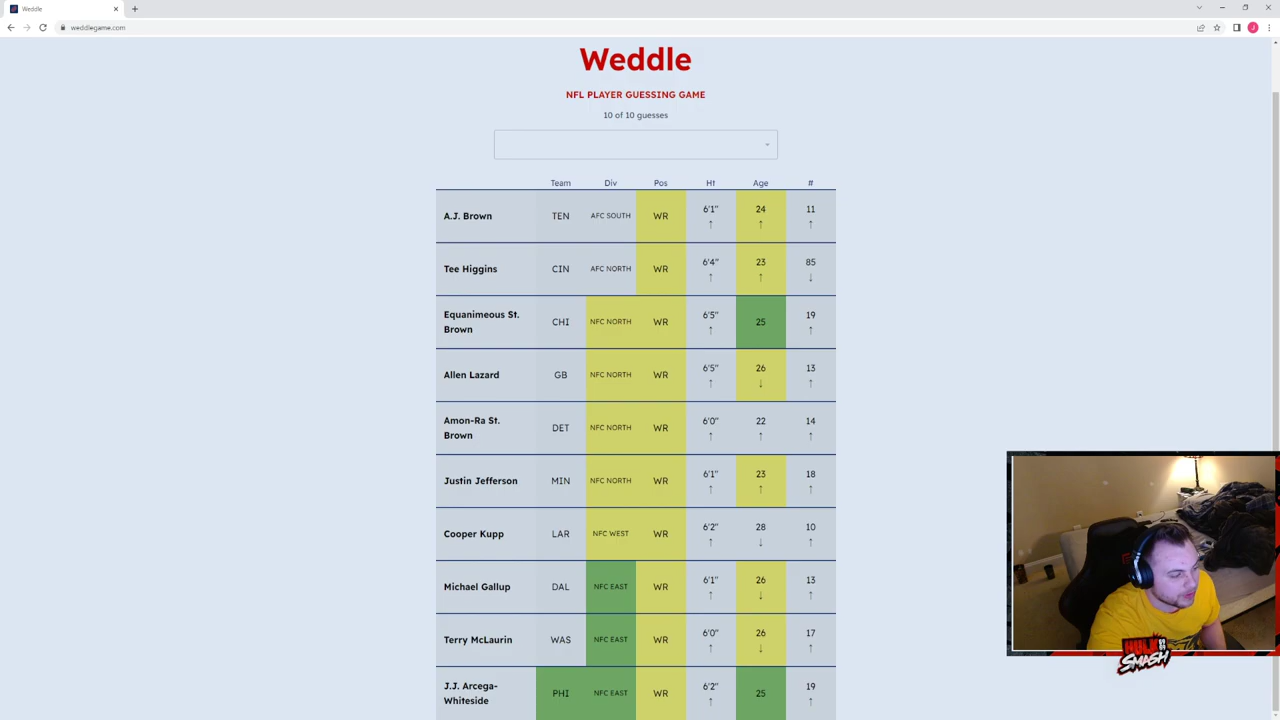 Weddle
weddlegame.com
Weddle
NFL PLAYER GUESSING GAME
10 of 10 guesses
Team Div Pos Ht Age #
A.J. Brown TEN AFC SOUTH WR 6'1" ↑ 24 ↑ 11 ↑
Tee Higgins CIN AFC NORTH WR 6'4" ↑ 23 ↑ 85 ↓
Equanimeous St.
Brown CHI NFC NORTH WR 6'5" ↑ 25 19 ↑
Allen Lazard GB NFC NORTH WR 6'5" ↑ 26 ↓ 13 ↑
Amon-Ra St.
Brown DET NFC NORTH WR 6'0" ↑ 22 ↑ 14 ↑
Justin Jefferson MIN NFC NORTH WR 6'1" ↑ 23 ↑ 18 ↑
Cooper Kupp LAR NFC WEST WR 6'2" ↑ 28 ↓ 10 ↑
Michael Gallup DAL NFC EAST WR 6'1" ↑ 26 ↓ 13 ↑
Terry McLaurin WAS NFC EAST WR 6'0" ↑ 26 ↓ 17 ↑
J.J. Arcega-
Whiteside PHI NFC EAST WR 6'2" ↑ 25 19 ↑
J
HULK
SMASH